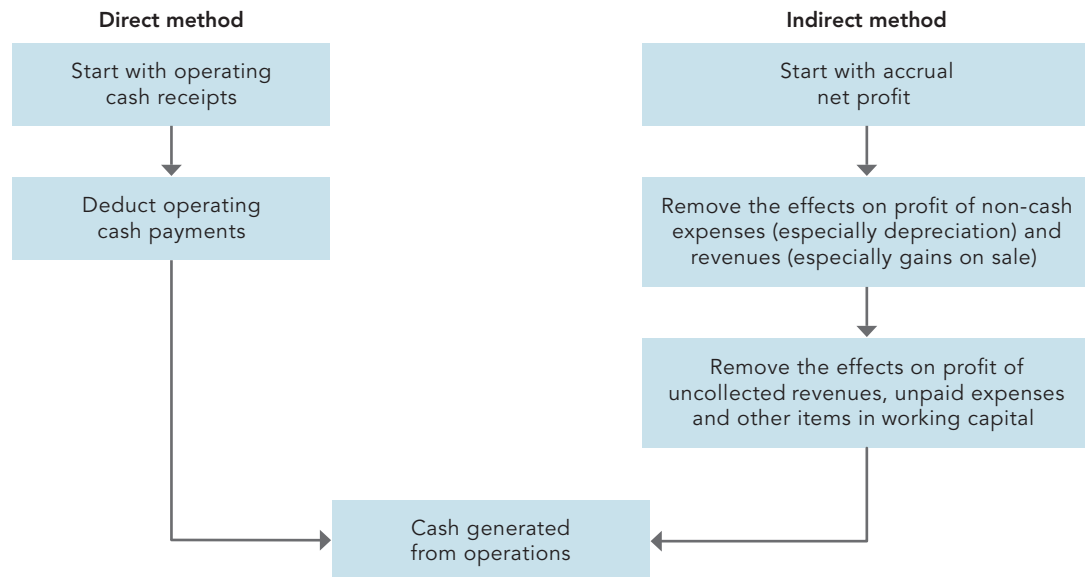 Direct method
Start with operating
cash receipts
Deduct operating
cash payments
Indirect method
Start with accrual
net profit
Remove the effects on profit of non-cash
expenses (especially depreciation) and
revenues (especially gains on sale)
Remove the effects on profit of
uncollected revenues, unpaid expenses
and other items in working capital
Cash generated
from operations